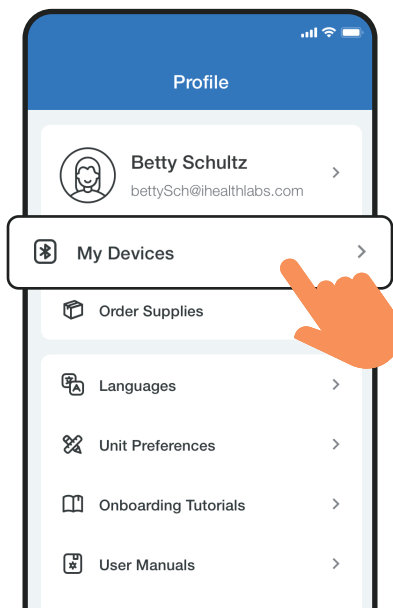 Profile
Betty Schultz
bettySch@ihealthlabs.com
My Devices
Order Supplies
Languages
Unit Preferences
Onboarding Tutorials
User Manuals